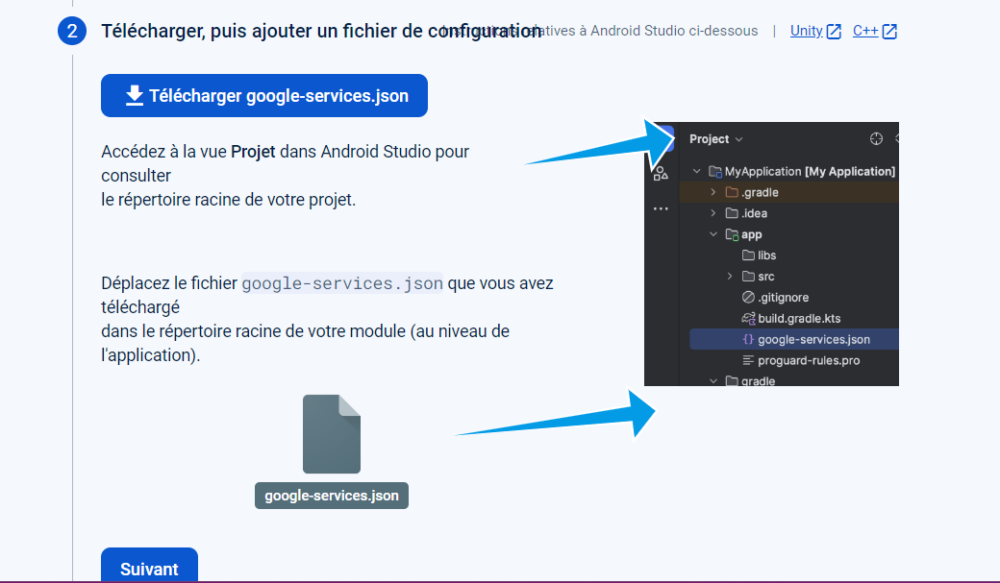 2
Télécharger, puis ajouter un fichier de configuration
Instructions relatives à Android Studio ci-dessous | Unity C++
Télécharger google-services.json
Accédez à la vue Projet dans Android Studio pour
consulter
le répertoire racine de votre projet.
Déplacez le fichier google-services.json que vous avez
téléchargé
dans le répertoire racine de votre module (au niveau de
l'application).
google-services.json
Project
MyApplication [My Application]
.gradle
.idea
app
libs
src
.gitignore
build.gradle.kts
google-services.json
proguard-rules.pro
gradle
Suivant